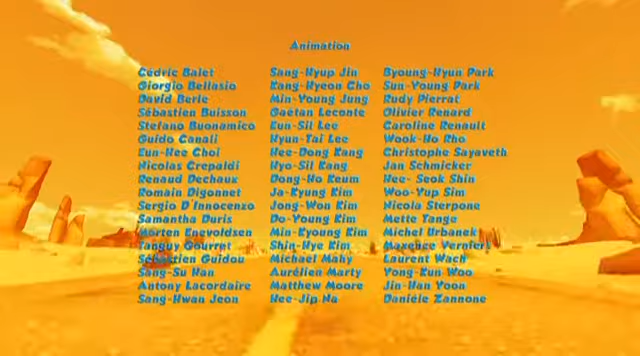 Animation
Cédric Balet Sang-Hyup Jin Byoung-Hyun Park
Giorgio Bellasio Kang-Hyeon Cho Sun-Young Park
David Berle Min-Young Jung Rudy Pierrat
Sébastien Buisson Gaétan Leconte Olivier Renard
Stefano Buonamico Eun-Sil Lee Caroline Renault
Guido Canali Hyun-Tai Lee Wook-Ho Rho
Eun-Hee Choi Hee-Dong Kang Christophe Sayaveth
Nicolas Crepaldi Hyo-Sil Kang Jan Schmicker
Renaud Dechaux Dong-Ho Keum Hee- Seok Shin
Romain Digonnet Ja-Kyung Kim Woo-Yup Sim
Sergio D'Innocenzo Jong-Won Kim Nicola Sterpone
Samantha Duris Do-Young Kim Mette Tange
Morten Enevoldsen Min-Kyoung Kim Michel Urbanek
Tanguy Gourret Shin-Hye Kim Maxence Vernier
Sébastien Guidou Michael Mahy Laurent Wach
Sang-Su Han Aurélien Marty Yong-Kun Woo
Antony Lacordaire Matthew Moore Jin-Han Yoon
Sang-Hwan Jeon Hee-Jip Na Danièle Zannone